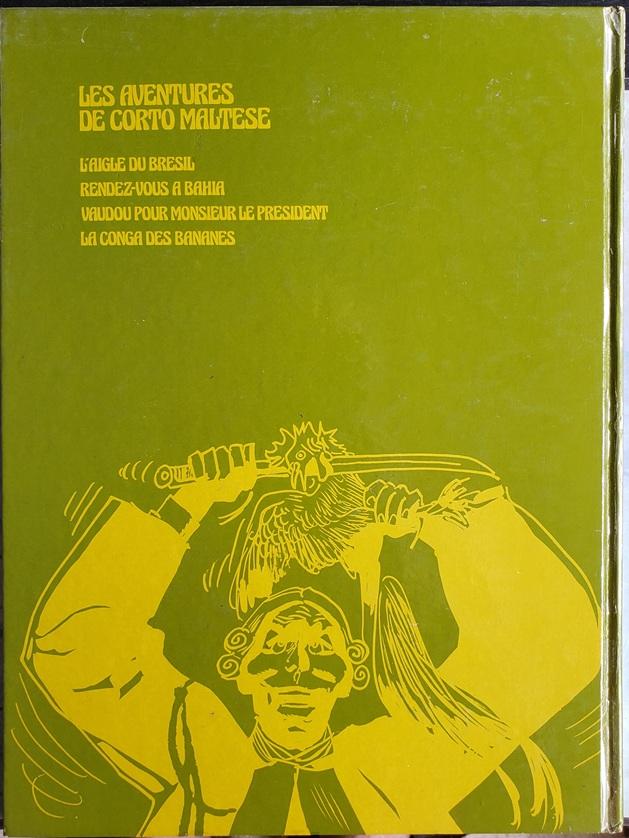 LES AVENTURES
DE CORTO MALTESE
L'AIGLE DU BRESIL
RENDEZ-VOUS A BAHIA
VAUDOU POUR MONSIEUR LE PRESIDENT
LA CONGA DES BANANES